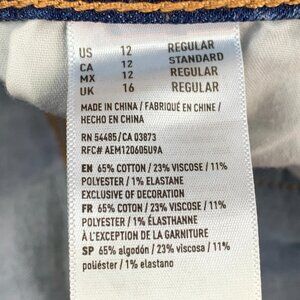 US 12 REGULAR
CA 12 STANDARD
MX 12 REGULAR
UK 16 REGULAR
MADE IN CHINA / FABRIQUÉ EN CHINE /
HECHO EN CHINA
RN 54485/CA 03873
RFC# AEM120605U9A
EN 65% COTTON / 23% VISCOSE / 11%
POLYESTER / 1% ELASTANE
EXCLUSIVE OF DECORATION
FR 65% COTON / 23% VISCOSE / 11%
POLYESTER / 1% ÉLASTHANNE
À L'EXCEPTION DE LA GARNITURE
SP 65% algodón / 23% viscosa / 11%
poliéster / 1% elastano